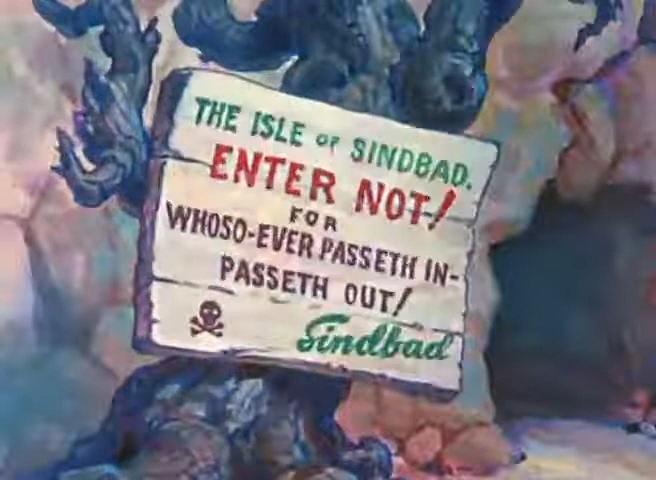 THE ISLE OF SINDBAD.
ENTER NOT!
FOR
WHOSO-EVER PASSETH IN-
PASSETH OUT!
Sindbad